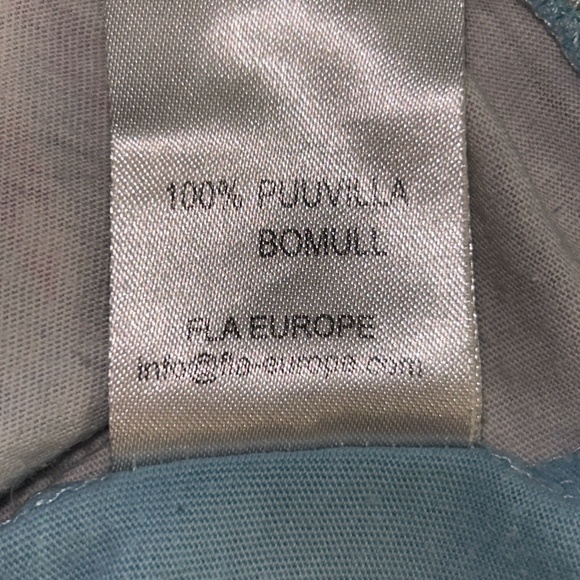 100% PUUVILLA
BOMULL
FLA EUROPE
info@fla-europe.com